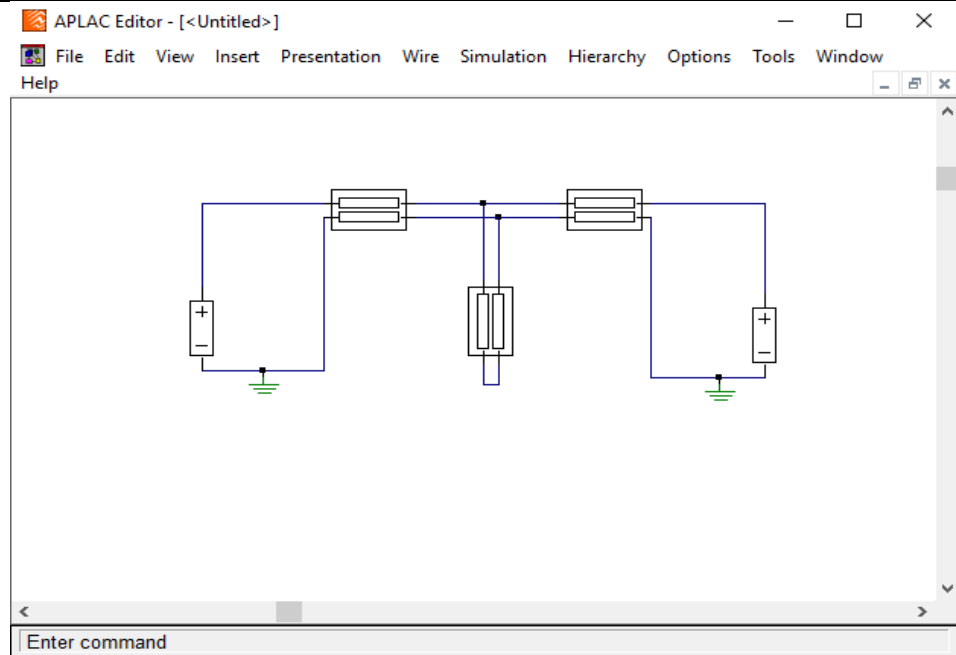 APLAC Editor - [<Untitled>]
File Edit View Insert Presentation Wire Simulation Hierarchy Options Tools Window
Help
+
+
Enter command